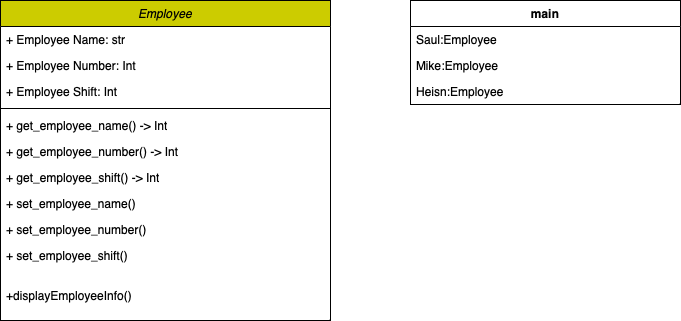 Employee
+ Employee Name: str
+ Employee Number: Int
+ Employee Shift: Int
+ get_employee_name() -> Int
+ get_employee_number() -> Int
+ get_employee_shift() -> Int
+ set_employee_name()
+ set_employee_number()
+ set_employee_shift()
+displayEmployeeInfo()
main
Saul:Employee
Mike:Employee
Heisn:Employee